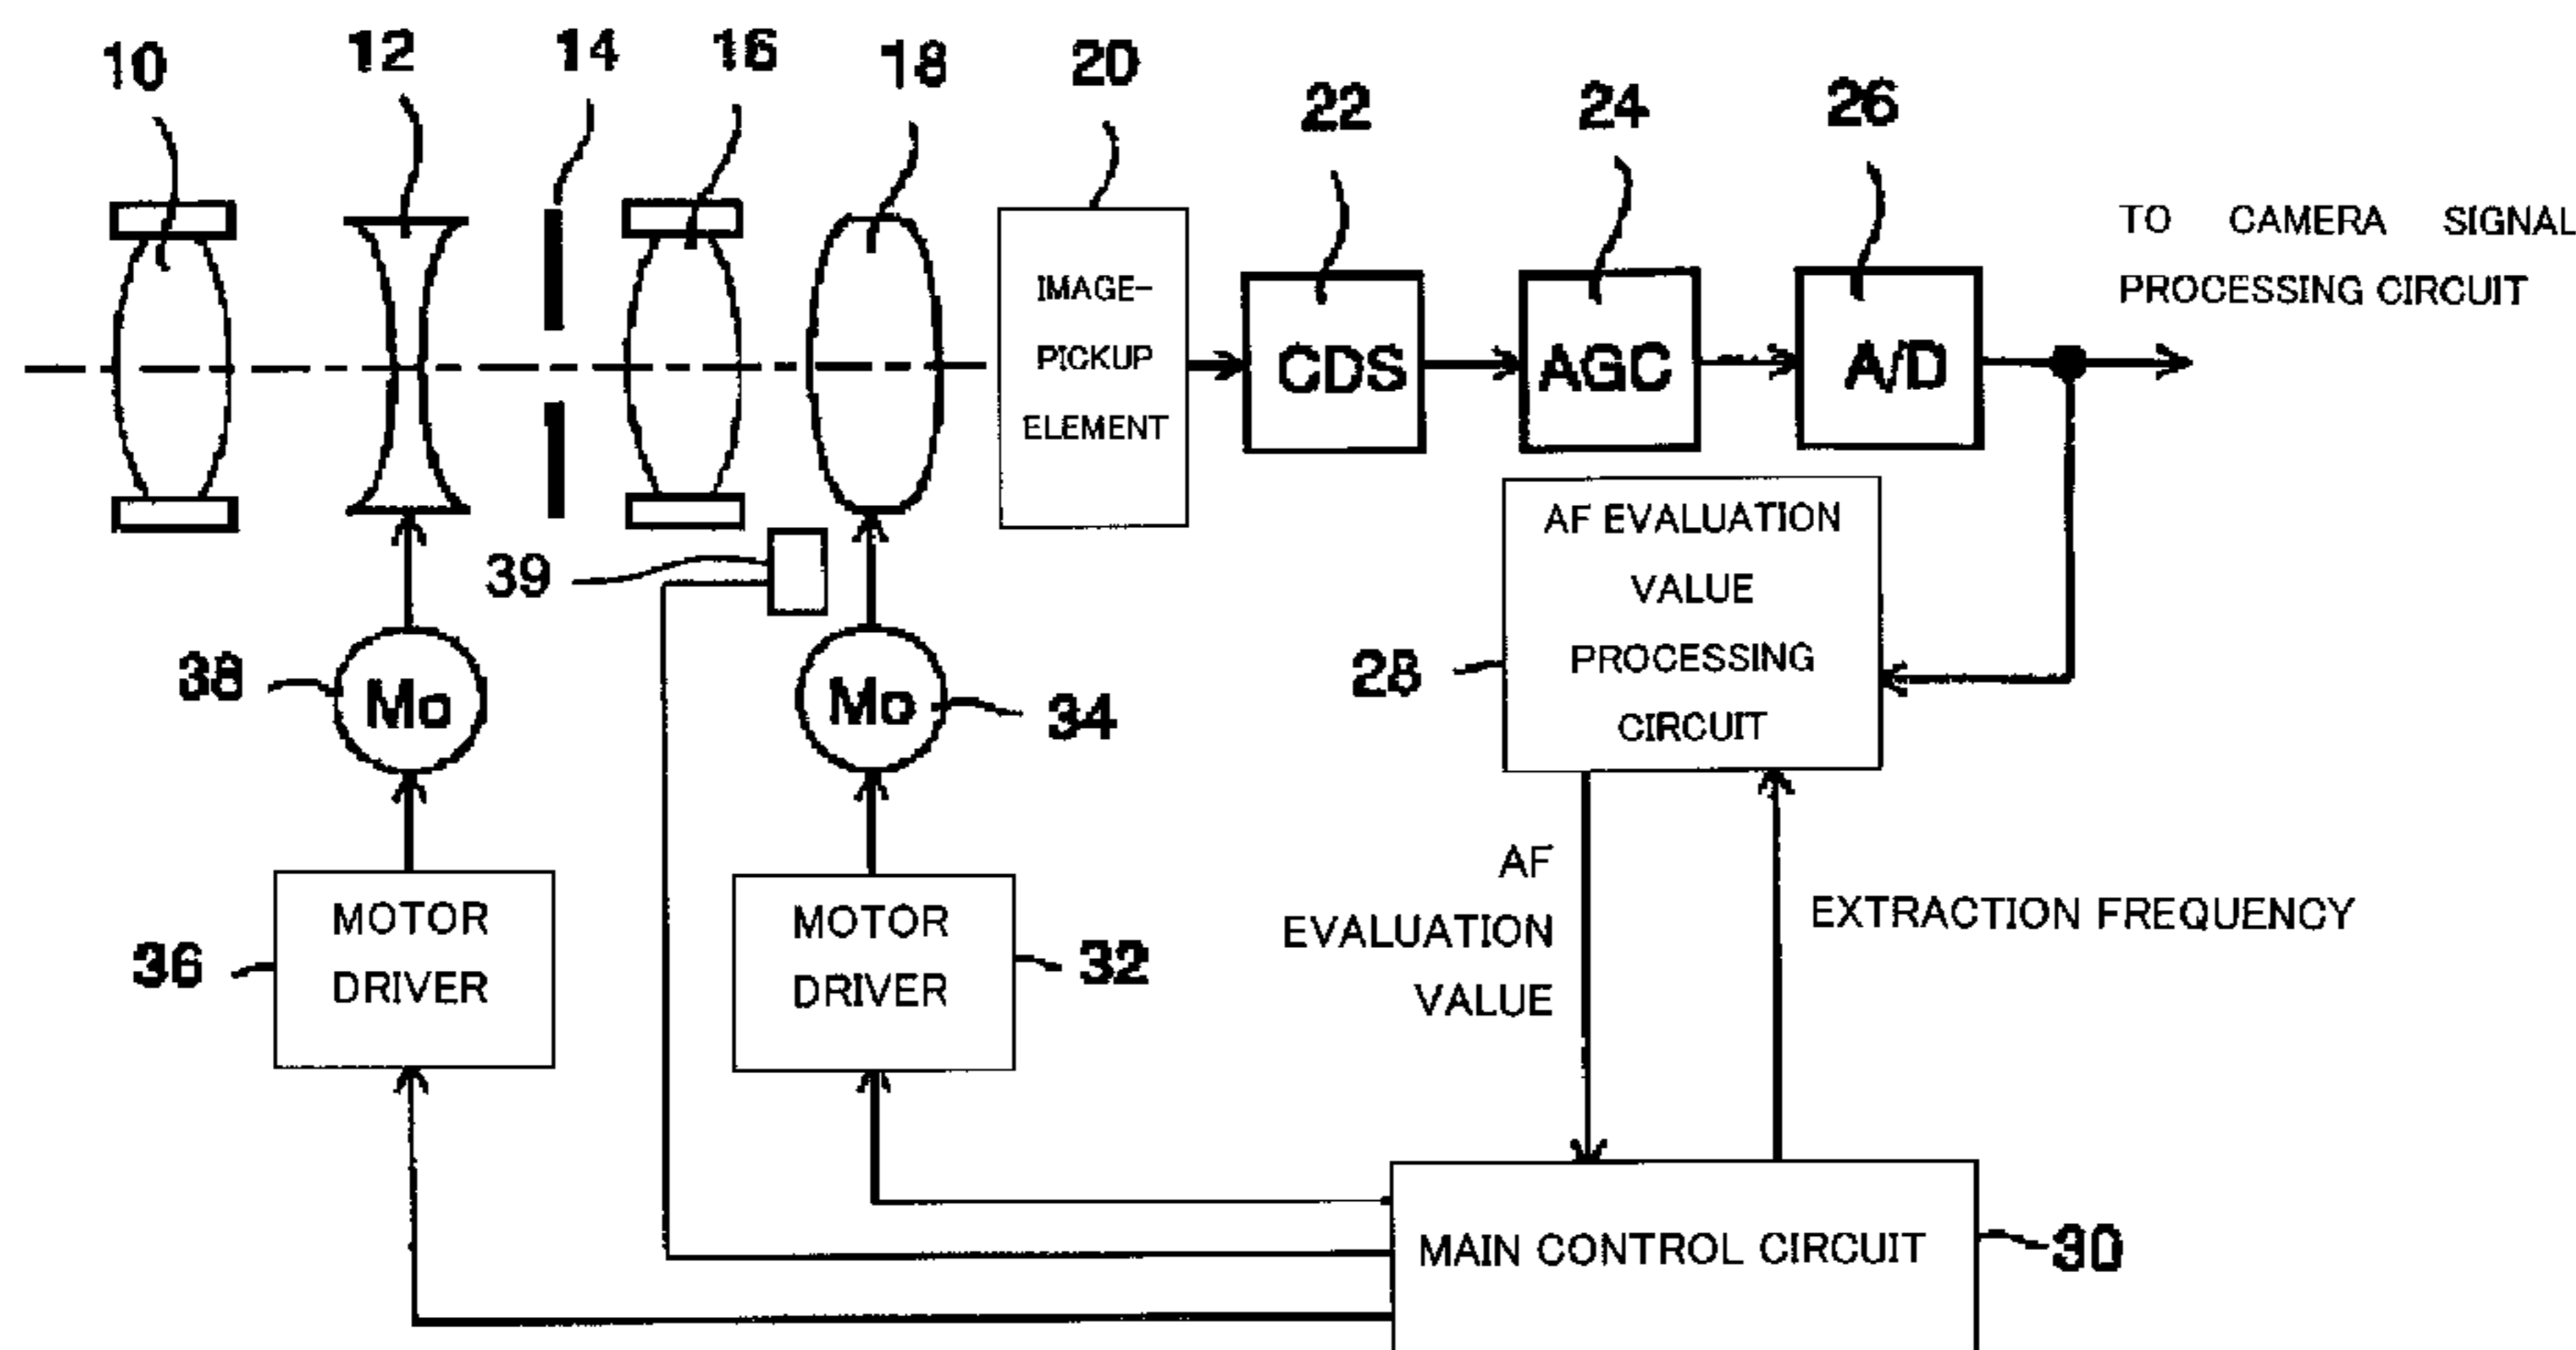 10
12
14
16
18
20
22
24
26
TO CAMERA SIGNAL
PROCESSING CIRCUIT
IMAGE-
PICKUP
ELEMENT
CDS
AGC
A/D
AF EVALUATION
VALUE
PROCESSING
CIRCUIT
28
39
38
Mo
Mo
34
MOTOR
DRIVER
36
MOTOR
DRIVER
32
AF
EVALUATION
VALUE
EXTRACTION FREQUENCY
MAIN CONTROL CIRCUIT
30